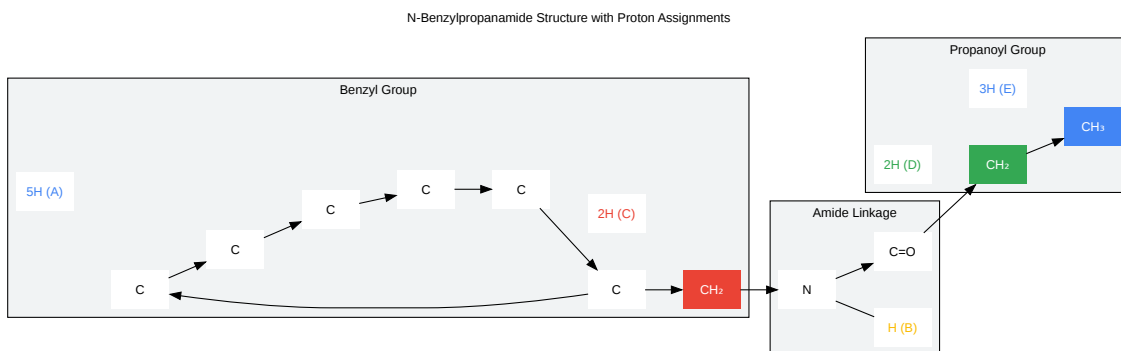 N-Benzylpropanamide Structure with Proton Assignments
Benzyl Group
5H (A)
C
C
C
C
C
2H (C)
C
CH₂
Amide Linkage
N
C=O
H (B)
Propanoyl Group
3H (E)
2H (D)
CH₂
CH₃